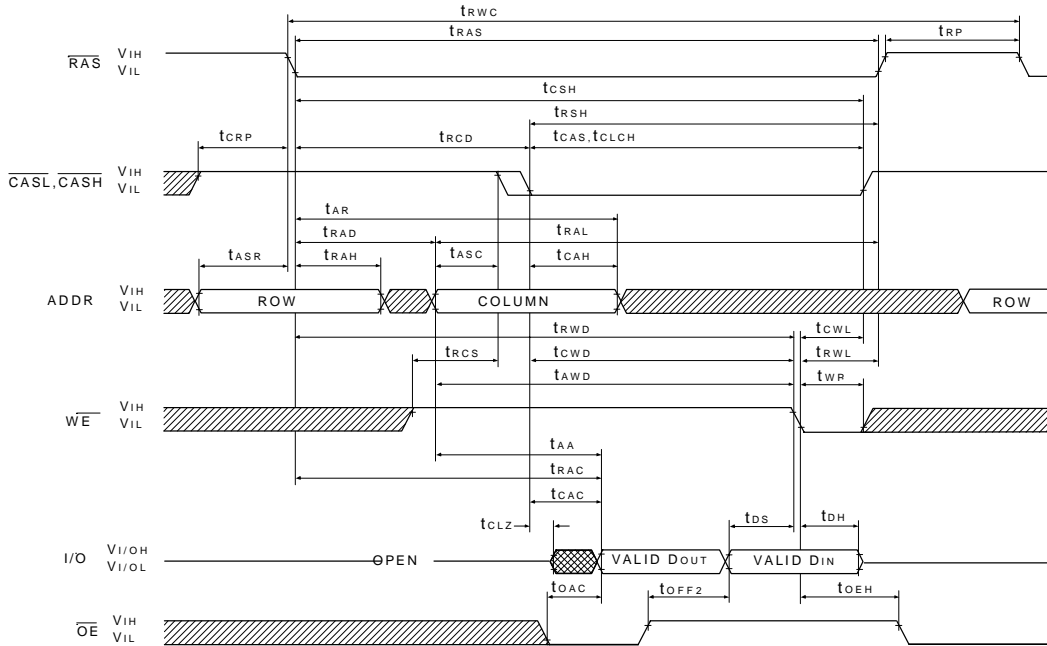 tRWC
tRAS
tRP
RAS VIH
VIL
tCSH
tRSH
tCRP
tRCD
tCAS,tCLCH
CASL,CASH VIH
VIL
tAR
tRAD
tRAL
tASR
tRAH
tASC
tCAH
ADDR VIH
VIL
ROW
COLUMN
ROW
tRWD
tCWL
tRCS
tCWD
tRWL
tAWD
tWR
WE VIH
VIL
tAA
tRAC
tCAC
tCLZ
tDS
tDH
I/O VI/OH
VI/OL
OPEN
VALID DOUT
VALID DIN
tOAC
tOFF2
tOEH
OE VIH
VIL